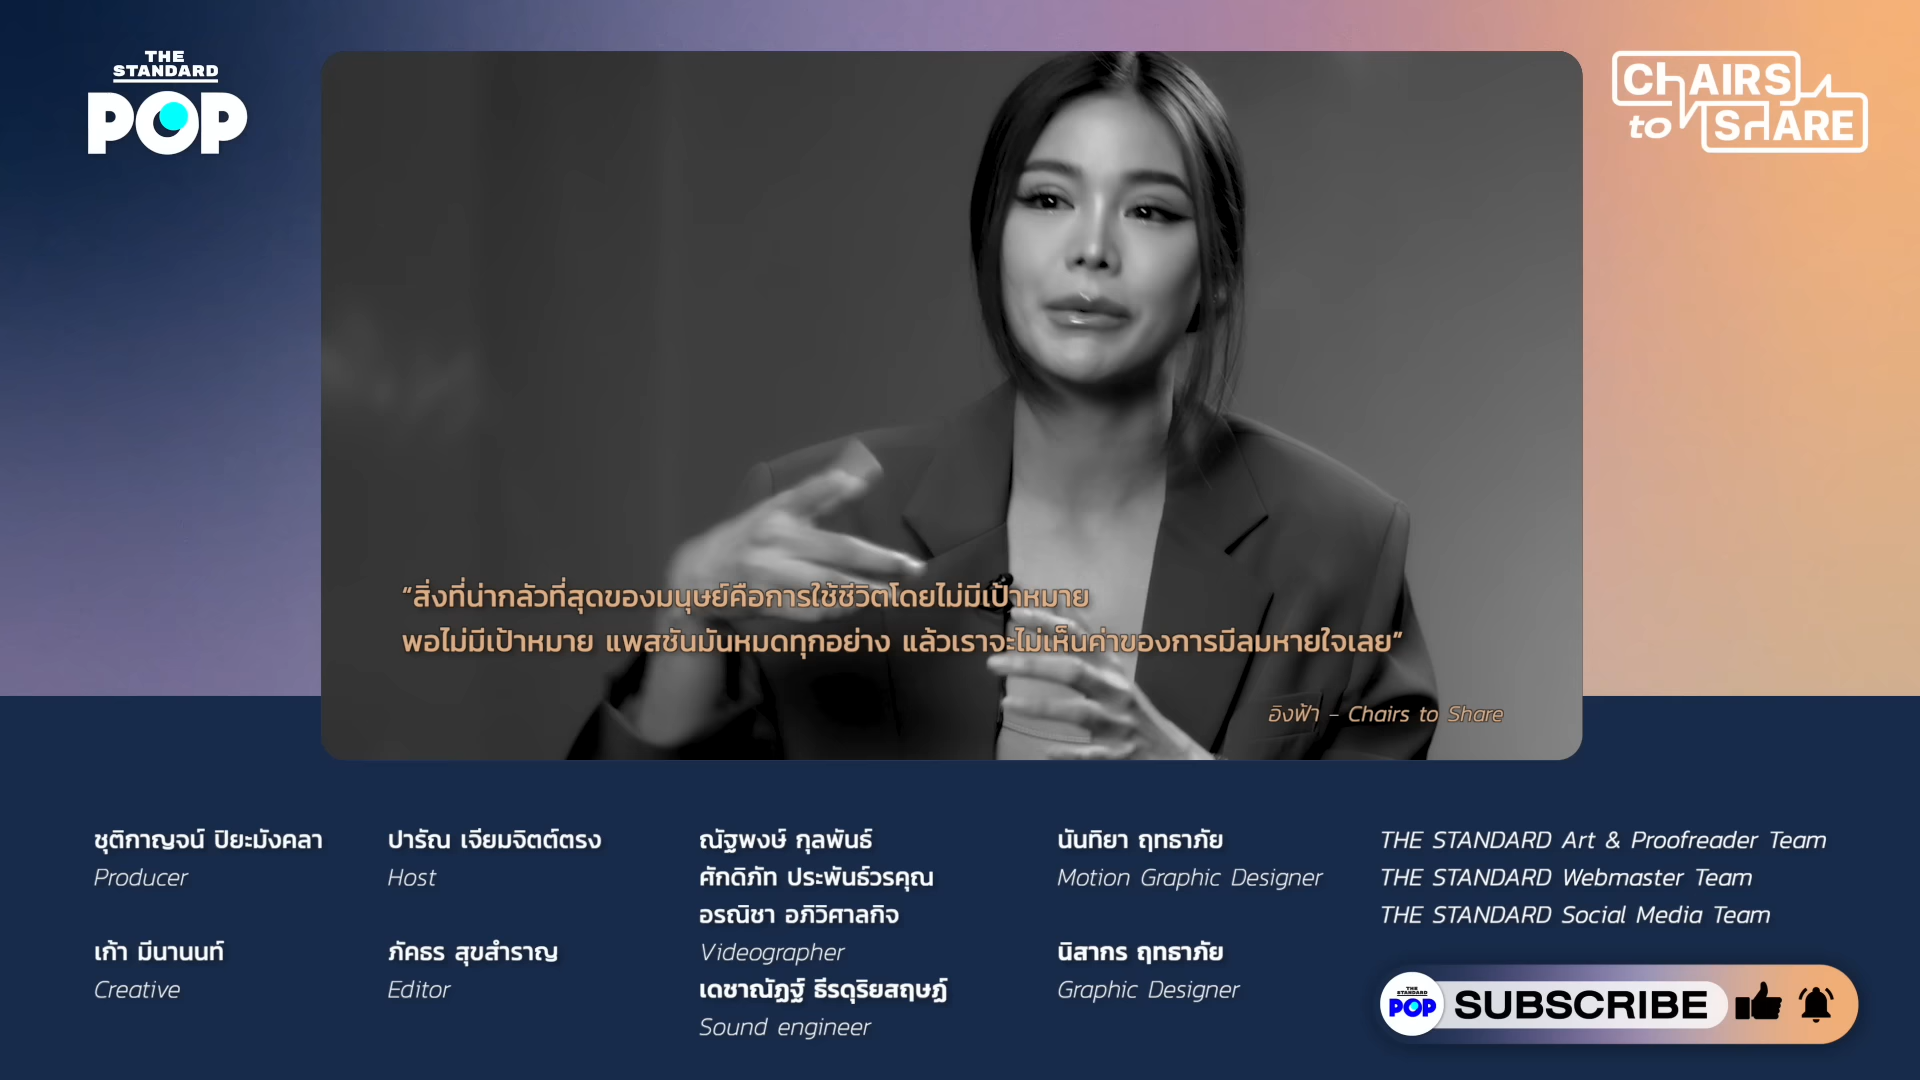 THE
STANDARD
POP
ChAIRS
to ShARE
“สิ่งที่น่ากลัวที่สุดของมนุษย์คือการใช้ชีวิตโดยไม่มีเป้าหมาย
พอไม่มีเป้าหมาย แพสชันมันหมดทุกอย่าง แล้วเราจะไม่เห็นค่าของการมีลมหายใจเลย”
อิงฟ้า – Chairs to Share
ชุติกาญจน์ ปิยะมังคลา
Producer
เก้า มีนานนท์
Creative
ปารัณ เจียมจิตต์ตรง
Host
ภัคธร สุขสำราญ
Editor
ณัฐพงษ์ กุลพันธ์
ศักดิภัท ประพันธ์วรคุณ
อรณิชา อภิวิศาลกิจ
Videographer
เดชาณัฏฐ์ ธีรดุริยสฤษฎ์
Sound engineer
นันทิยา ฤทธาภัย
Motion Graphic Designer
นิสากร ฤทธาภัย
Graphic Designer
THE STANDARD Art & Proofreader Team
THE STANDARD Webmaster Team
THE STANDARD Social Media Team
THE
STANDARD
POP
SUBSCRIBE